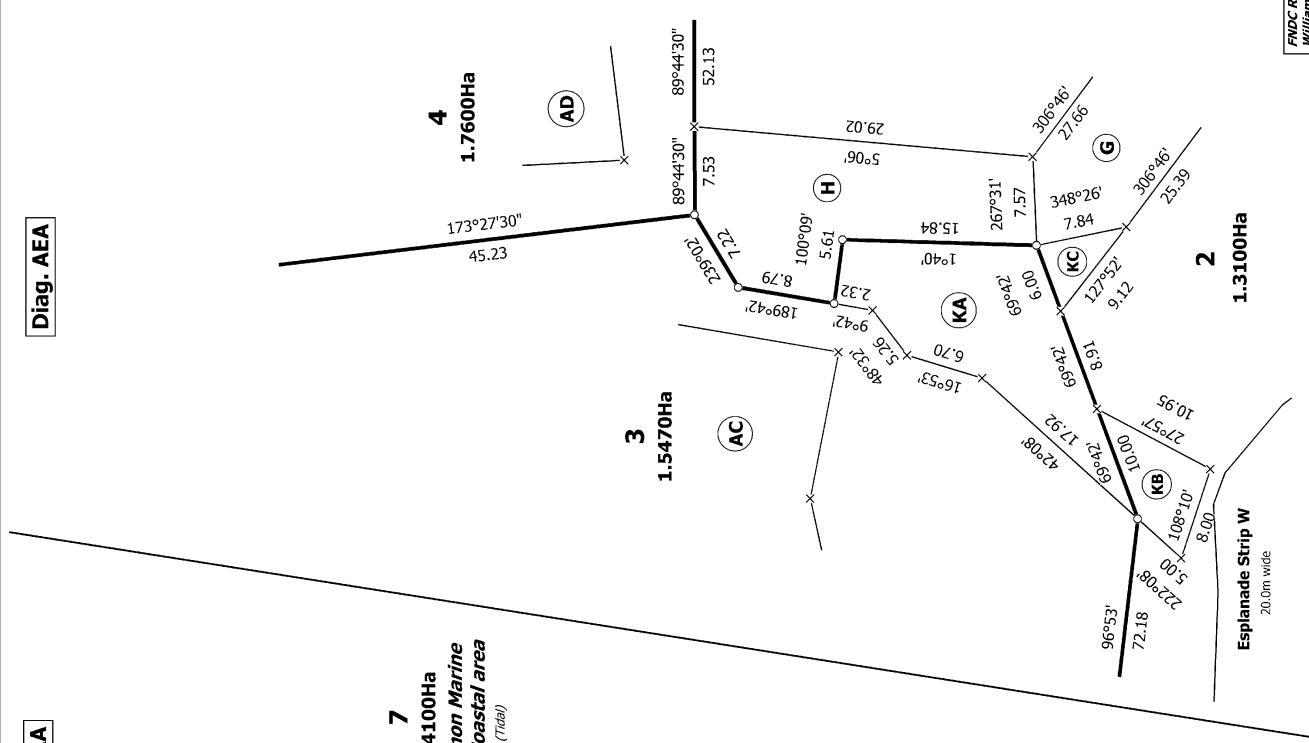 Diag. AEA
FNDC R
William
4
1.7600Ha
AD
89°44'30"
52.13
89°44'30"
7.53
173°27'30"
45.23
29.02
5°06'
306°46'
27.66
G
306°46'
25.39
H
267°31'
7.57
348°26'
7.84
239°02'
7.22
100°09'
5.61
15.84
1°40'
8.79
189°42'
2.32
9°42'
KA
KC
69°42'
6.00
127°52'
9.12
2
1.3100Ha
5.26
48°32'
6.70
16°53'
69°42'
8.91
3
1.5470Ha
AC
17.92
42°08'
69°42'
10.00
10.95
27°57'
KB
108°10'
8.00
5.00
222°08'
96°53'
72.18
Esplanade Strip W
20.0m wide
7
4100Ha
non Marine
oastal area
(Tidal)
A